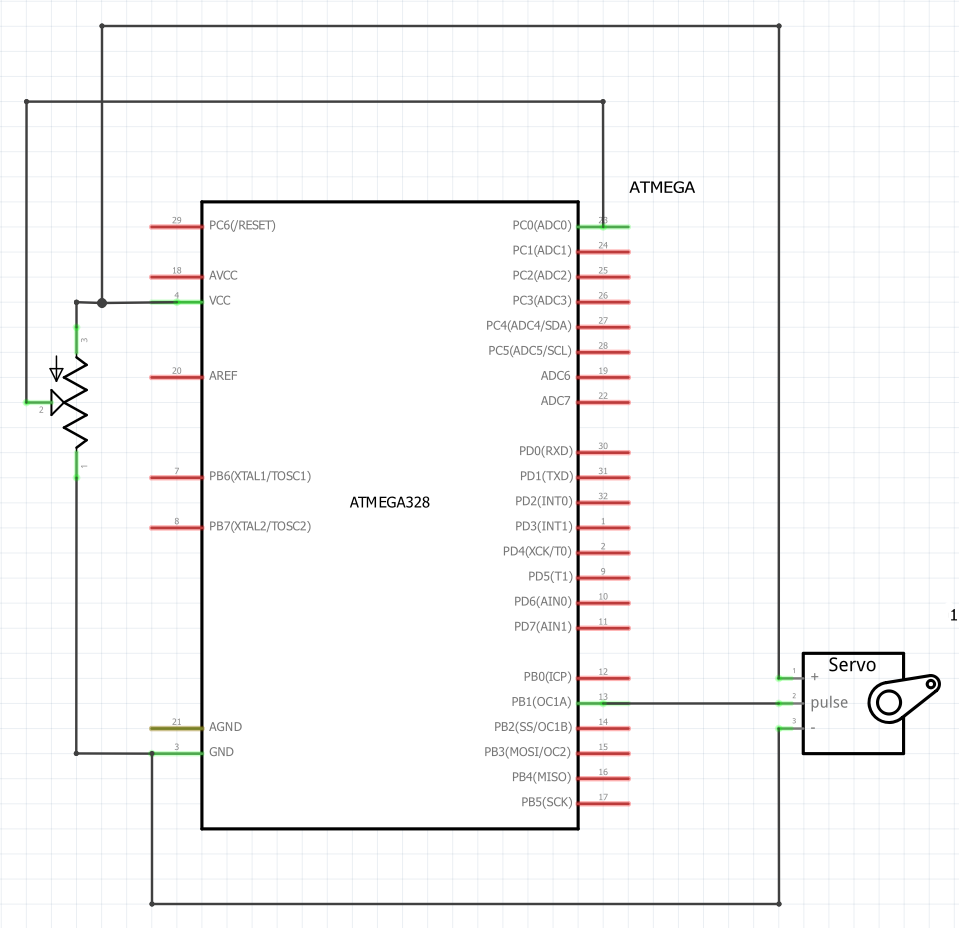 ATMEGA
29 PC6(/RESET) PC0(ADC0) 23
PC1(ADC1) 24
18 AVCC PC2(ADC2) 25
4 VCC PC3(ADC3) 26
PC4(ADC4/SDA) 27
3 PC5(ADC5/SCL) 28
20 AREF ADC6 19
2 ADC7 22
1 PD0(RXD) 30
7 PB6(XTAL1/TOSC1) PD1(TXD) 31
ATMEGA328 PD2(INT0) 32
8 PB7(XTAL2/TOSC2) PD3(INT1) 1
PD4(XCK/T0) 2
PD5(T1) 9
PD6(AIN0) 10
1
PD7(AIN1) 11
Servo
PB0(ICP) 12 1 +
PB1(OC1A) 13 2 pulse
21 AGND PB2(SS/OC1B) 14 3 -
3 GND PB3(MOSI/OC2) 15
PB4(MISO) 16
PB5(SCK) 17